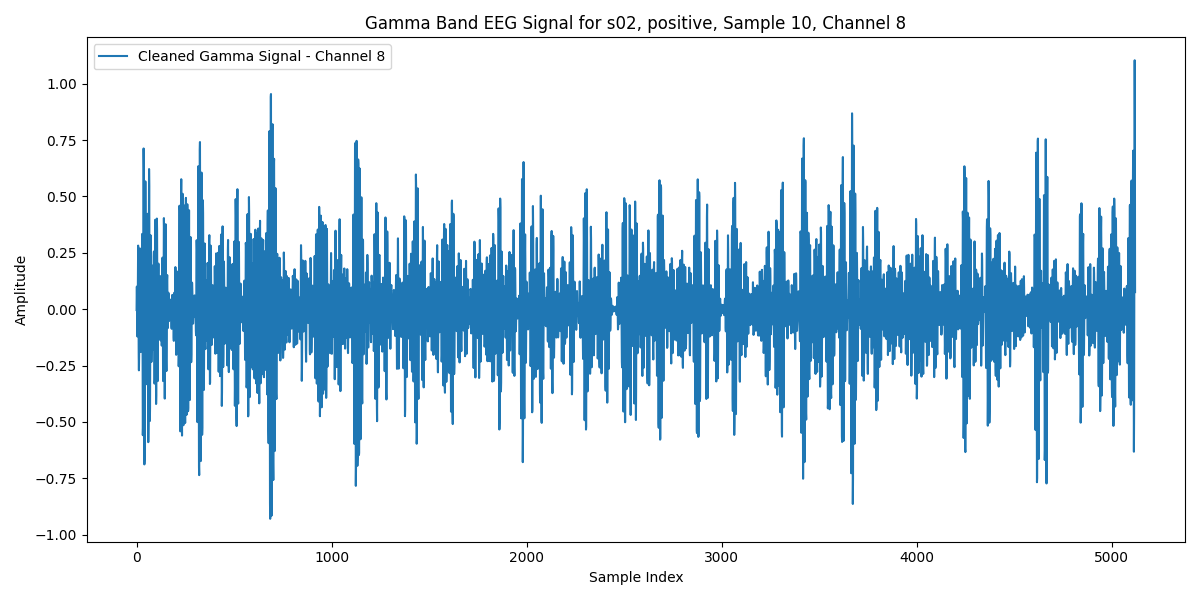 Gamma Band EEG Signal for s02, positive, Sample 10, Channel 8
Cleaned Gamma Signal - Channel 8
1.00
0.75
0.50
0.25
0.00
−0.25
−0.50
−0.75
−1.00
Amplitude
0 1000 2000 3000 4000 5000
Sample Index